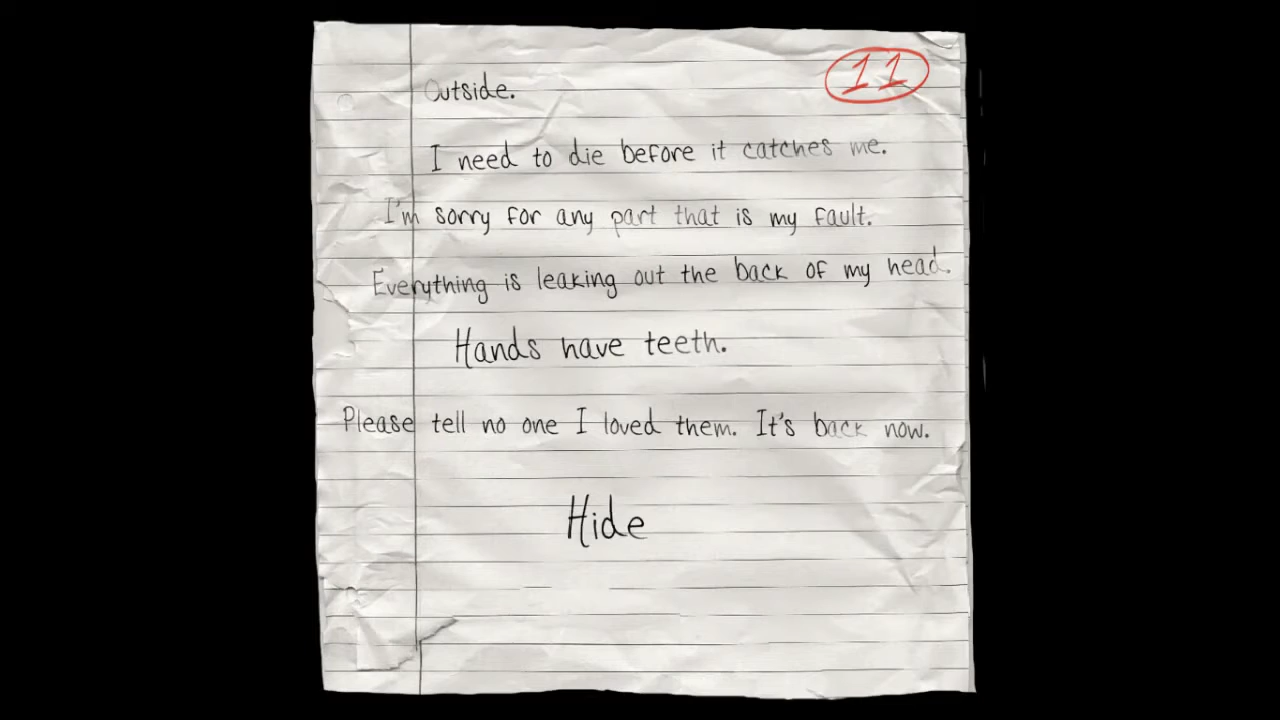 11
Outside.
I need to die before it catches me.
I'm sorry for any part that is my fault.
Everything is leaking out the back of my head.
Hands have teeth.
Please tell no one I loved them. It's back now.
Hide